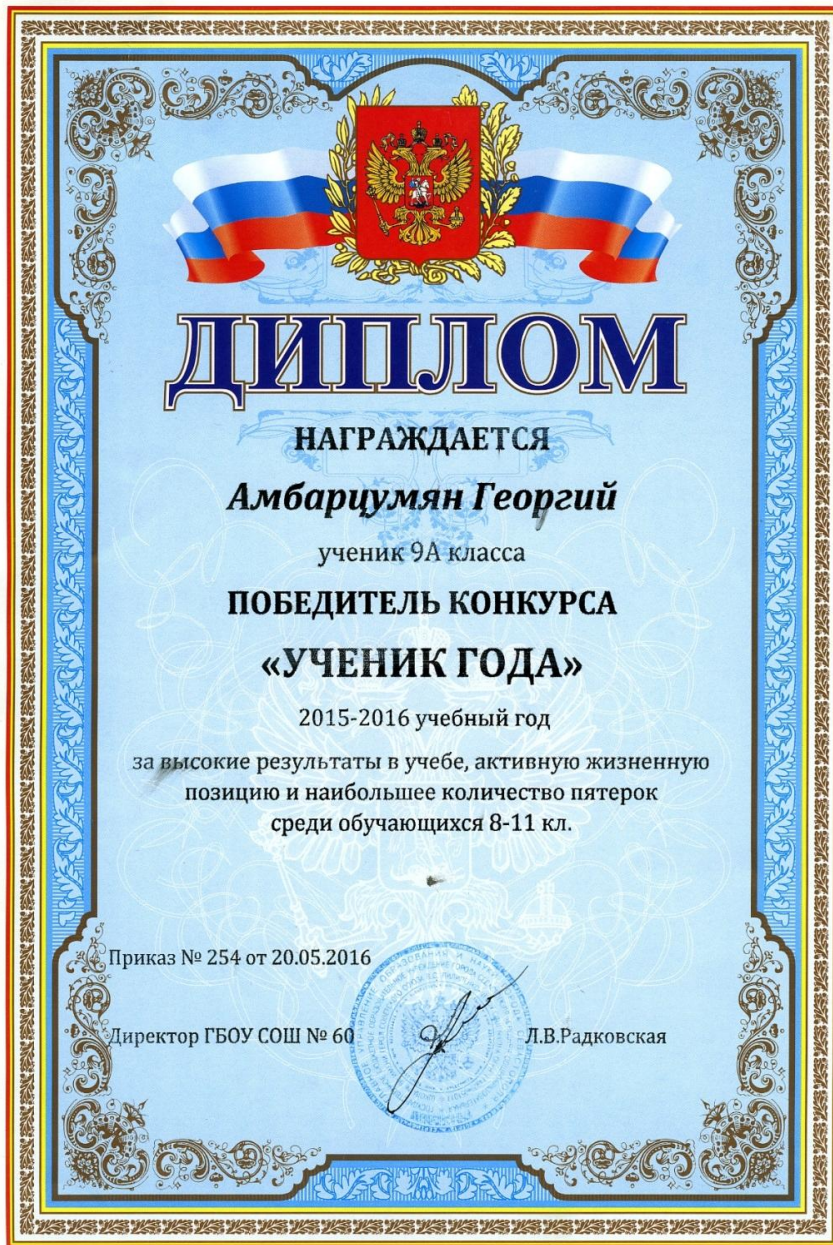 ДИПЛОМ
НАГРАЖДАЕТСЯ
Амбарцумян Георгий
ученик 9А класса
ПОБЕДИТЕЛЬ КОНКУРСА
«УЧЕНИК ГОДА»
2015-2016 учебный год
за высокие результаты в учебе, активную жизненную
позицию и наибольшее количество пятерок
среди обучающихся 8-11 кл.
Приказ № 254 от 20.05.2016
Директор ГБОУ СОШ № 60 Л.В.Радковская